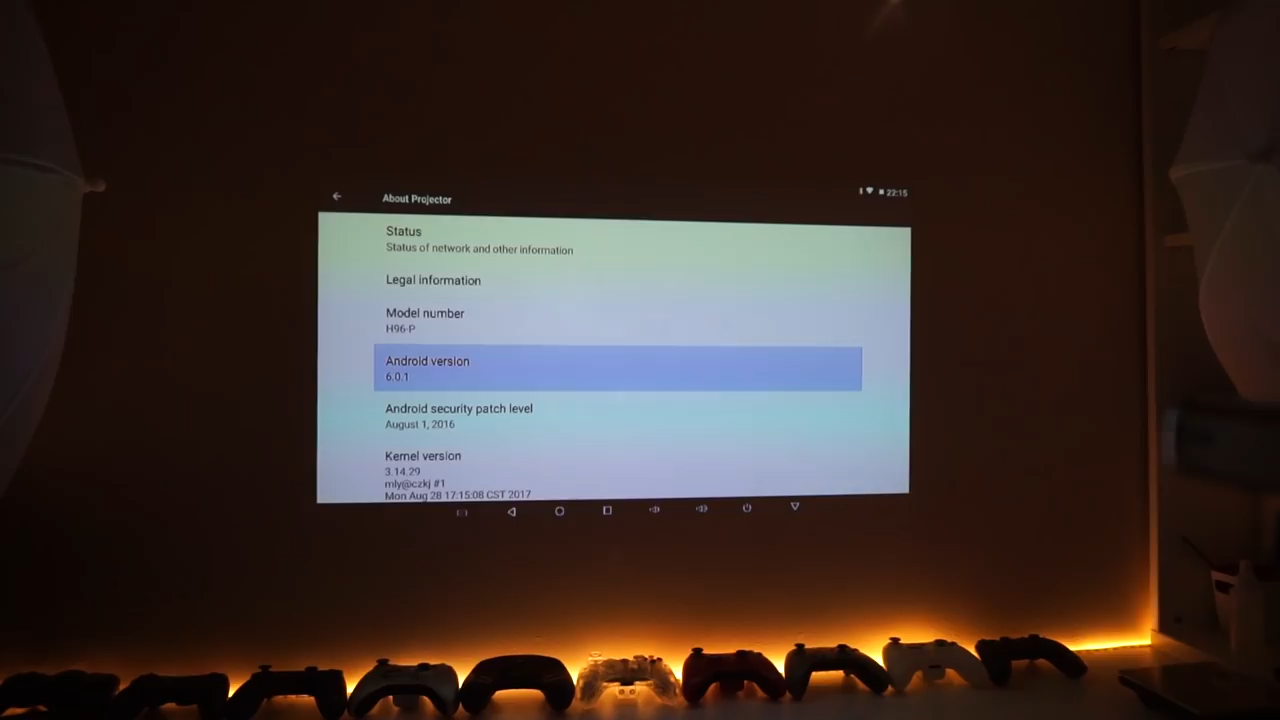 About Projector
22:15
Status
Status of network and other information
Legal information
Model number
H96-P
Android version
6.0.1
Android security patch level
August 1, 2016
Kernel version
3.14.29
mly@czkj #1
Mon Aug 28 17:15:08 CST 2017